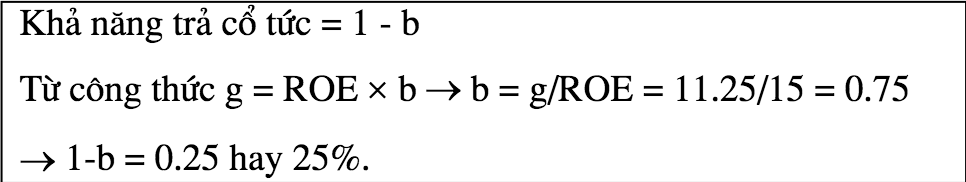 Khả năng trả cổ tức = 1 - b
Từ công thức g = ROE × b → b = g/ROE = 11.25/15 = 0.75
→ 1-b = 0.25 hay 25%.